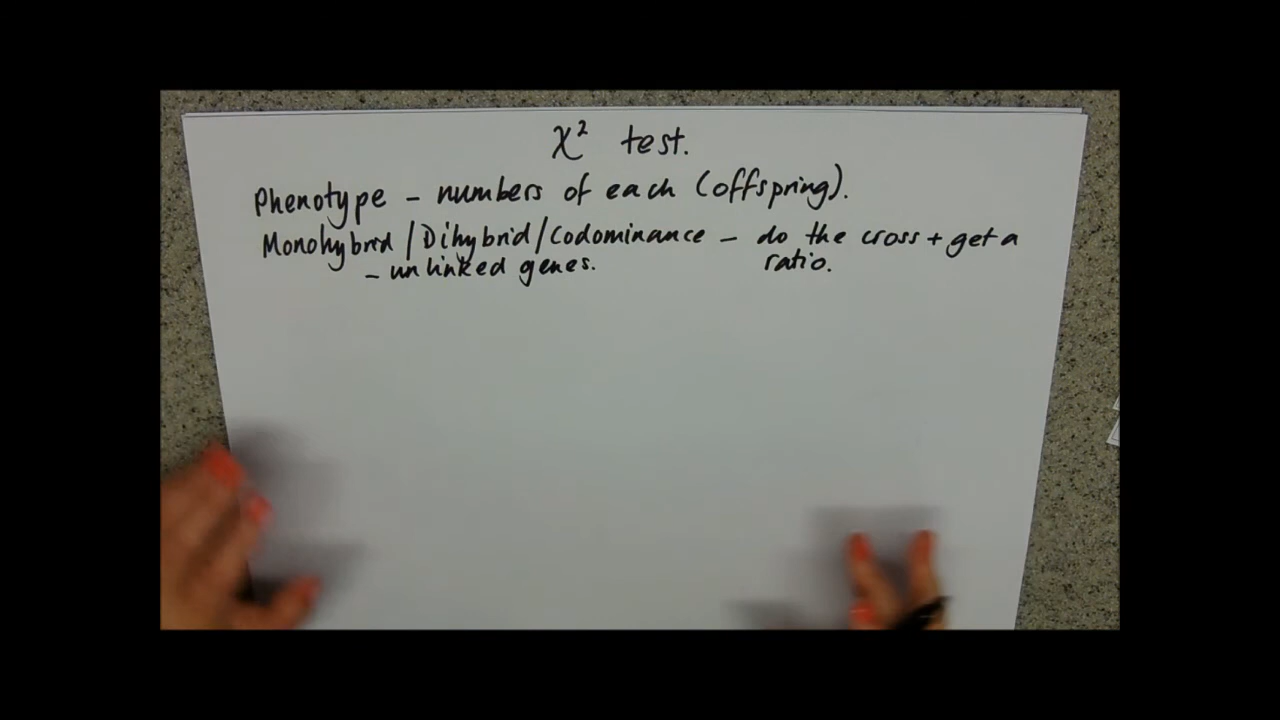 χ² test.
Phenotype - numbers of each (offspring).
Monohybrid / Dihybrid / Codominance - do the cross + get a
- unlinked genes. ratio.